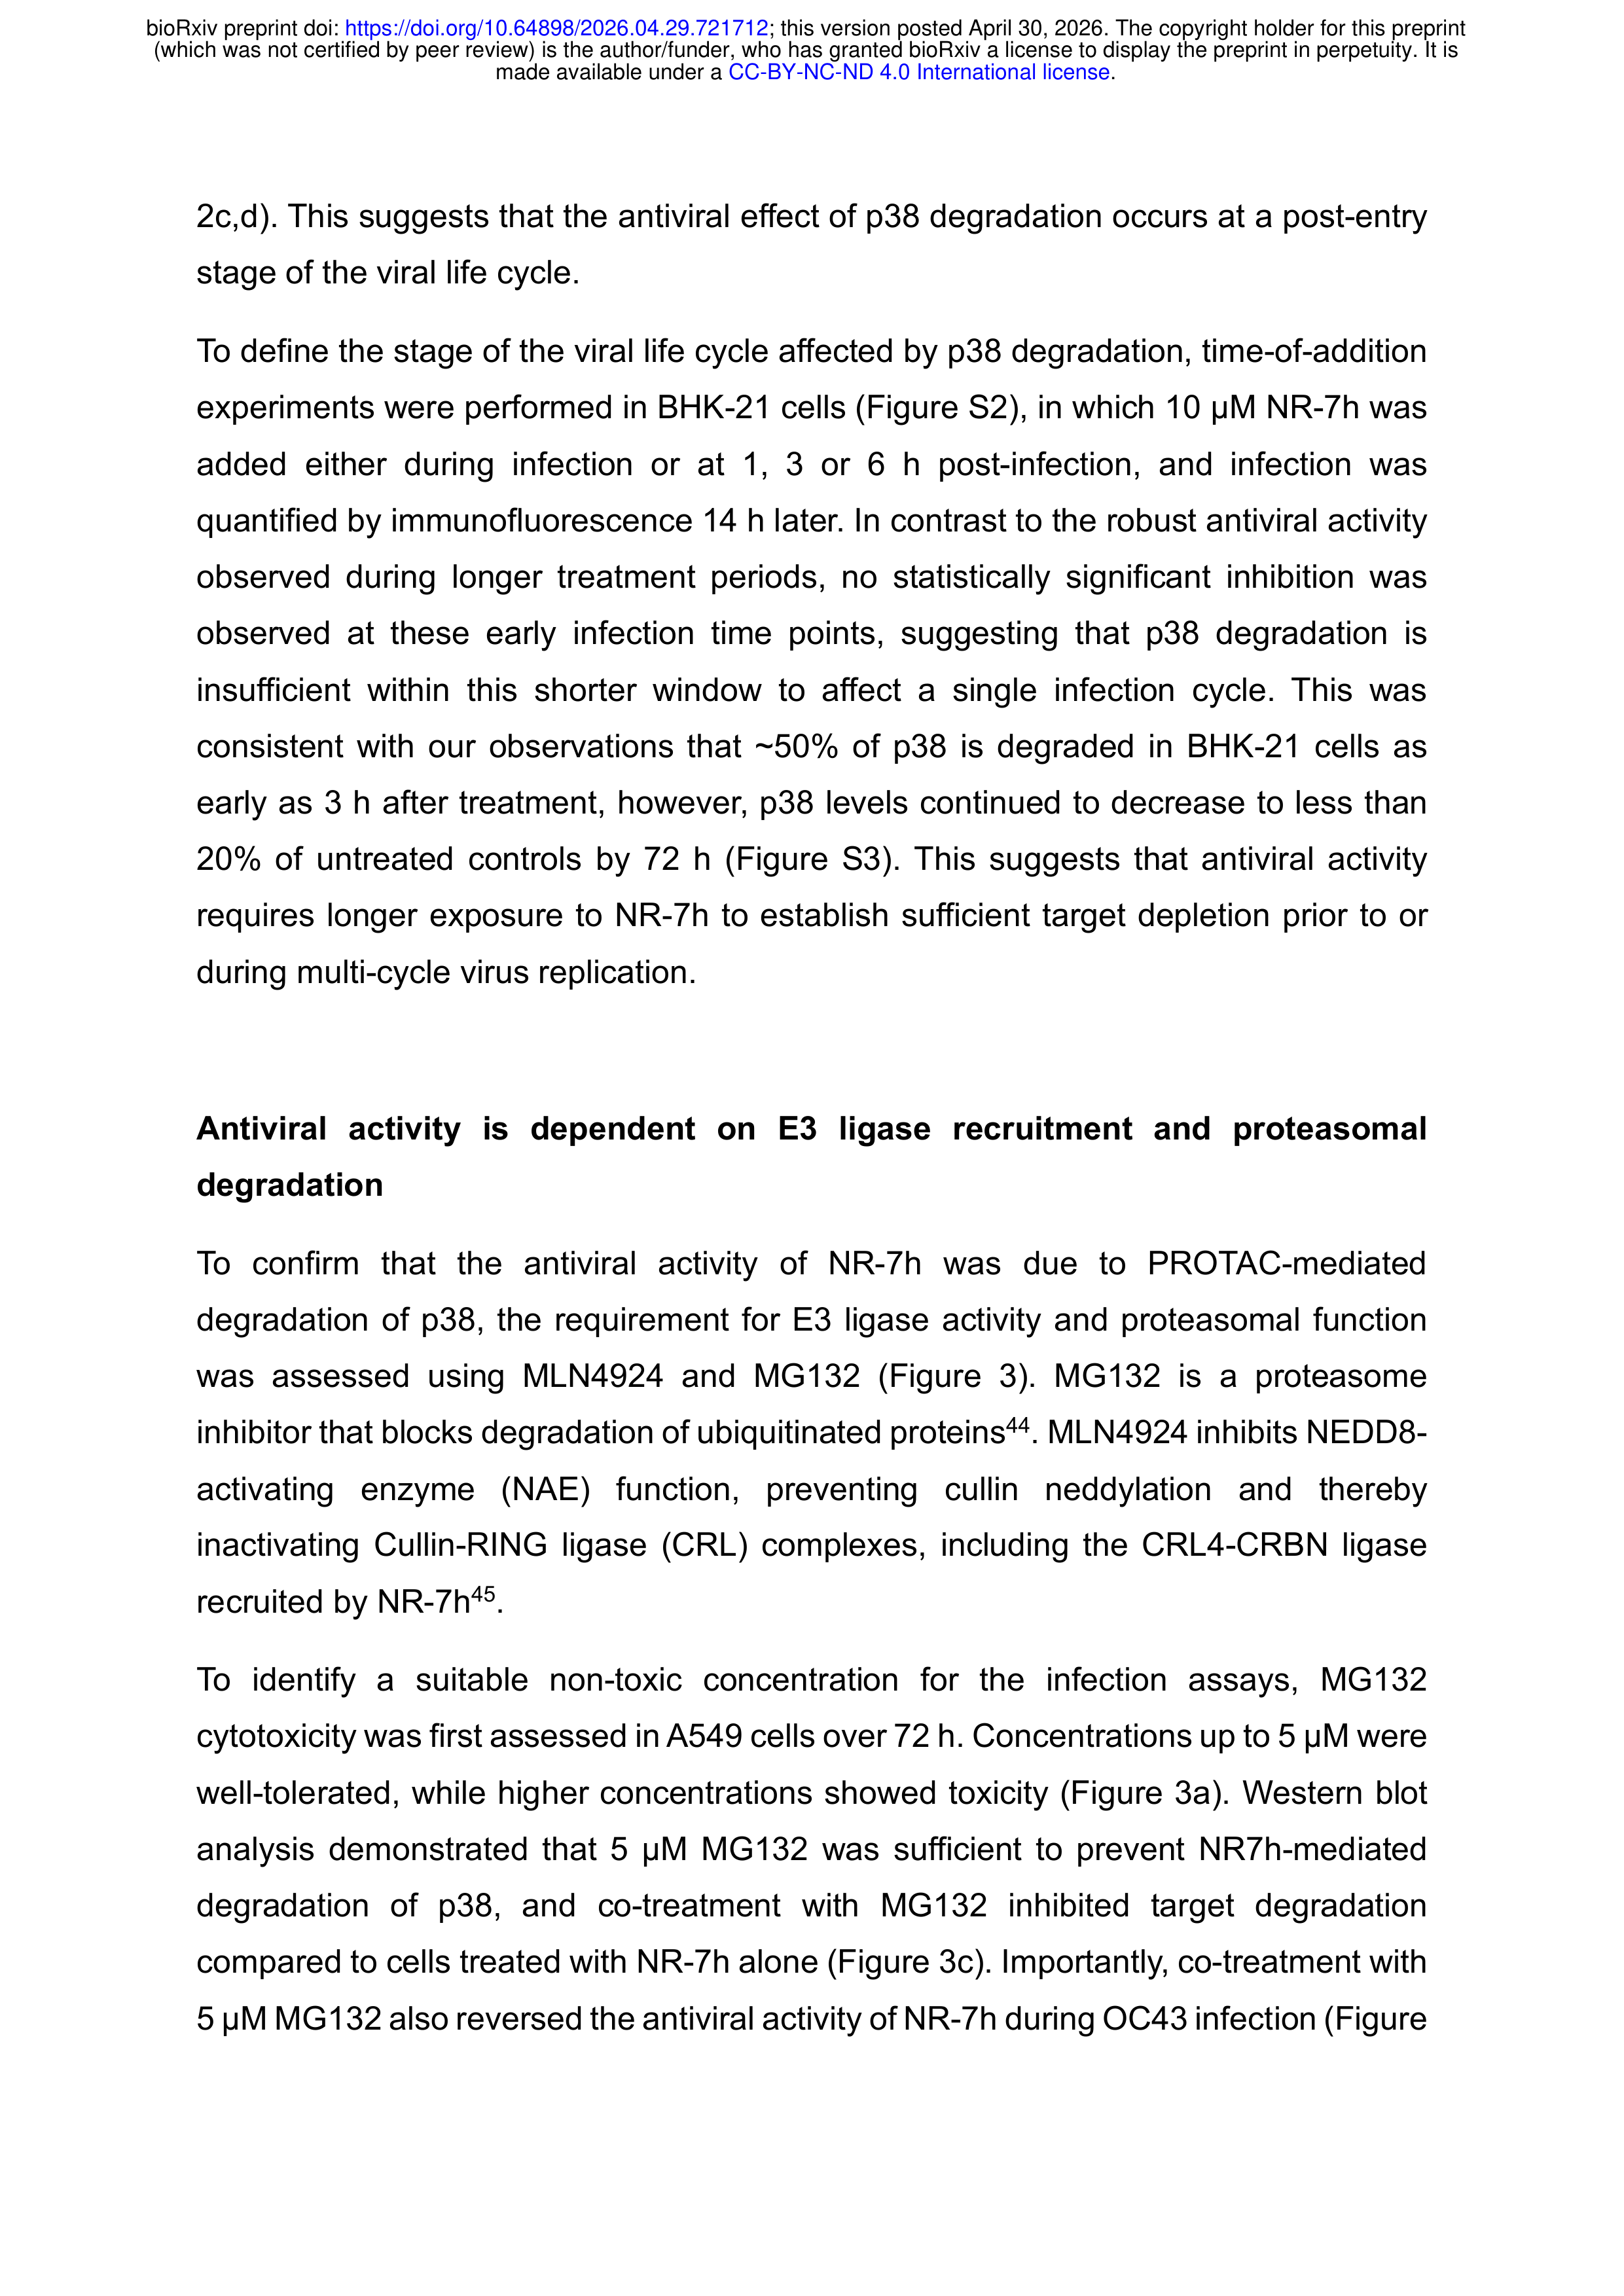 bioRxiv preprint doi: https://doi.org/10.64898/2026.04.29.721712; this version posted April 30, 2026. The copyright holder for this preprint
(which was not certified by peer review) is the author/funder, who has granted bioRxiv a license to display the preprint in perpetuity. It is
made available under a CC-BY-NC-ND 4.0 International license.
2c,d). This suggests that the antiviral effect of p38 degradation occurs at a post-entry
stage of the viral life cycle.
To define the stage of the viral life cycle affected by p38 degradation, time-of-addition
experiments were performed in BHK-21 cells (Figure S2), in which 10 µM NR-7h was
added either during infection or at 1, 3 or 6 h post-infection, and infection was
quantified by immunofluorescence 14 h later. In contrast to the robust antiviral activity
observed during longer treatment periods, no statistically significant inhibition was
observed at these early infection time points, suggesting that p38 degradation is
insufficient within this shorter window to affect a single infection cycle. This was
consistent with our observations that ~50% of p38 is degraded in BHK-21 cells as
early as 3 h after treatment, however, p38 levels continued to decrease to less than
20% of untreated controls by 72 h (Figure S3). This suggests that antiviral activity
requires longer exposure to NR-7h to establish sufficient target depletion prior to or
during multi-cycle virus replication.
Antiviral activity is dependent on E3 ligase recruitment and proteasomal
degradation
To confirm that the antiviral activity of NR-7h was due to PROTAC-mediated
degradation of p38, the requirement for E3 ligase activity and proteasomal function
was assessed using MLN4924 and MG132 (Figure 3). MG132 is a proteasome
inhibitor that blocks degradation of ubiquitinated proteins44. MLN4924 inhibits NEDD8-
activating enzyme (NAE) function, preventing cullin neddylation and thereby
inactivating Cullin-RING ligase (CRL) complexes, including the CRL4-CRBN ligase
recruited by NR-7h45.
To identify a suitable non-toxic concentration for the infection assays, MG132
cytotoxicity was first assessed in A549 cells over 72 h. Concentrations up to 5 µM were
well-tolerated, while higher concentrations showed toxicity (Figure 3a). Western blot
analysis demonstrated that 5 µM MG132 was sufficient to prevent NR7h-mediated
degradation of p38, and co-treatment with MG132 inhibited target degradation
compared to cells treated with NR-7h alone (Figure 3c). Importantly, co-treatment with
5 µM MG132 also reversed the antiviral activity of NR-7h during OC43 infection (Figure